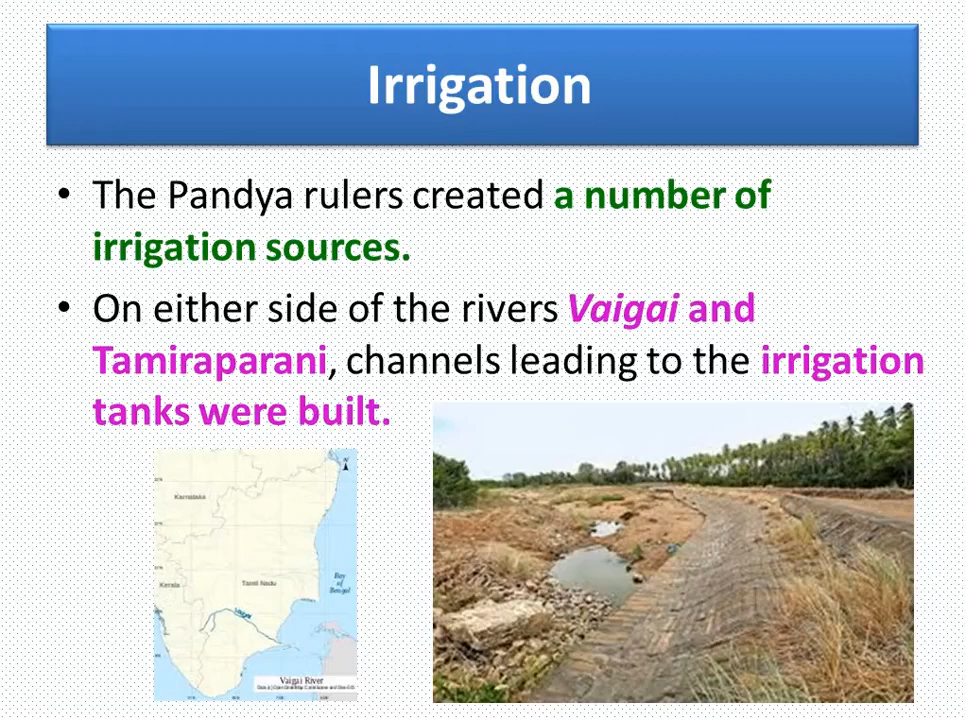 Irrigation
• The Pandya rulers created a number of
irrigation sources.
• On either side of the rivers Vaigai and
Tamiraparani, channels leading to the irrigation
tanks were built.
N
Karnataka
Kerala
Tamil Nadu
Bay
of
Bengal
Vaigai
Vaigai River